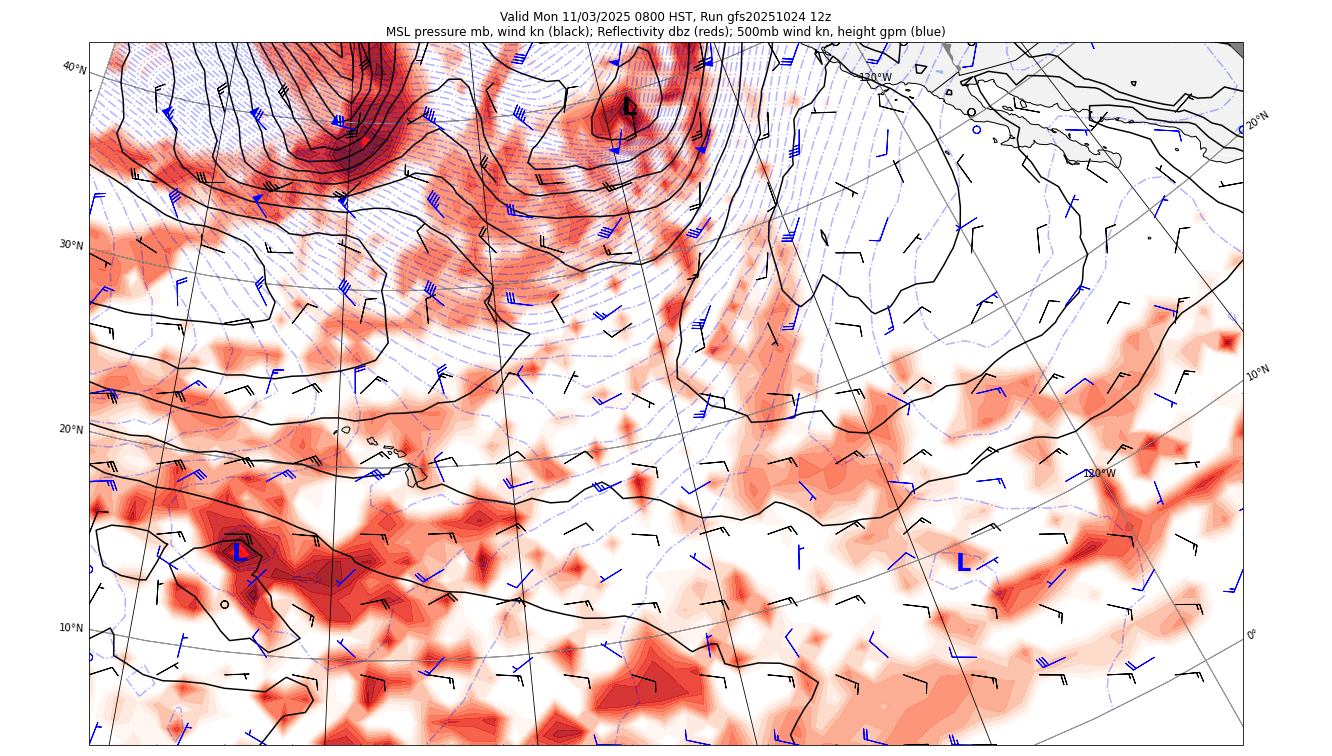 Valid Mon 11/03/2025 0800 HST, Run gfs20251024 12z
MSL pressure mb, wind kn (black); Reflectivity dbz (reds); 500mb wind kn, height gpm (blue)
40°N
120°W
20°N
L
30°N
10°N
20°N
120°W
L
L
10°N
0°